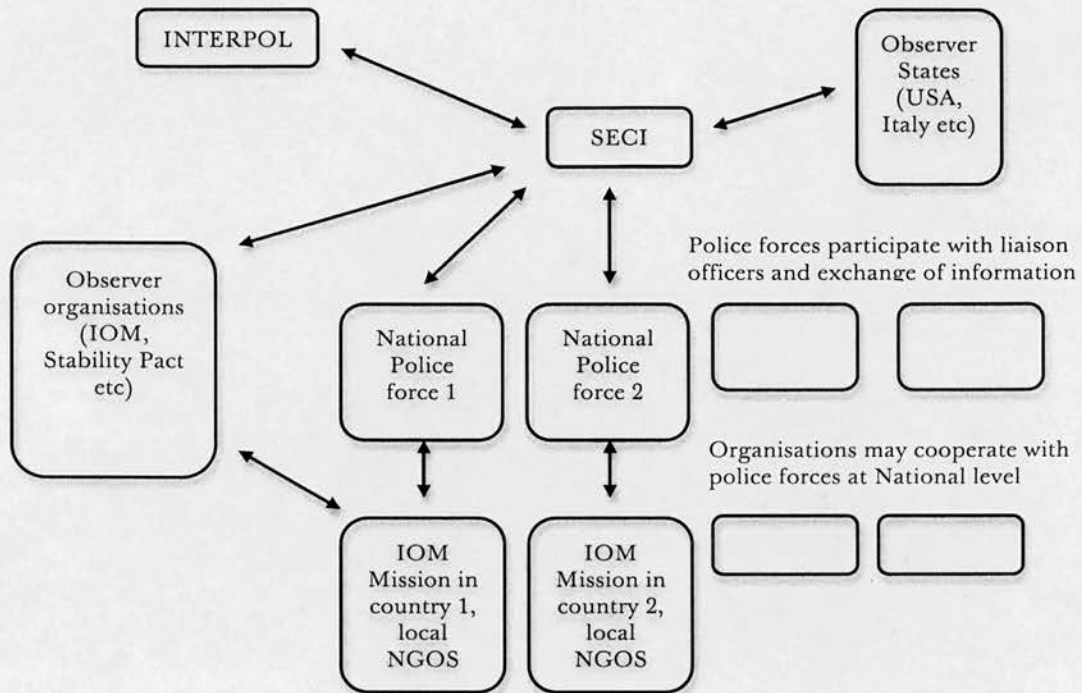 INTERPOL
Observer
States
(USA,
Italy etc)
SECI
Police forces participate with liaison
officers and exchange of information
Observer
organisations
(IOM,
Stability Pact
etc)
National
Police
force 1
National
Police
force 2
Organisations may cooperate with
police forces at National level
IOM
Mission in
country 1,
local
NGOS
IOM
Mission in
country 2,
local
NGOS